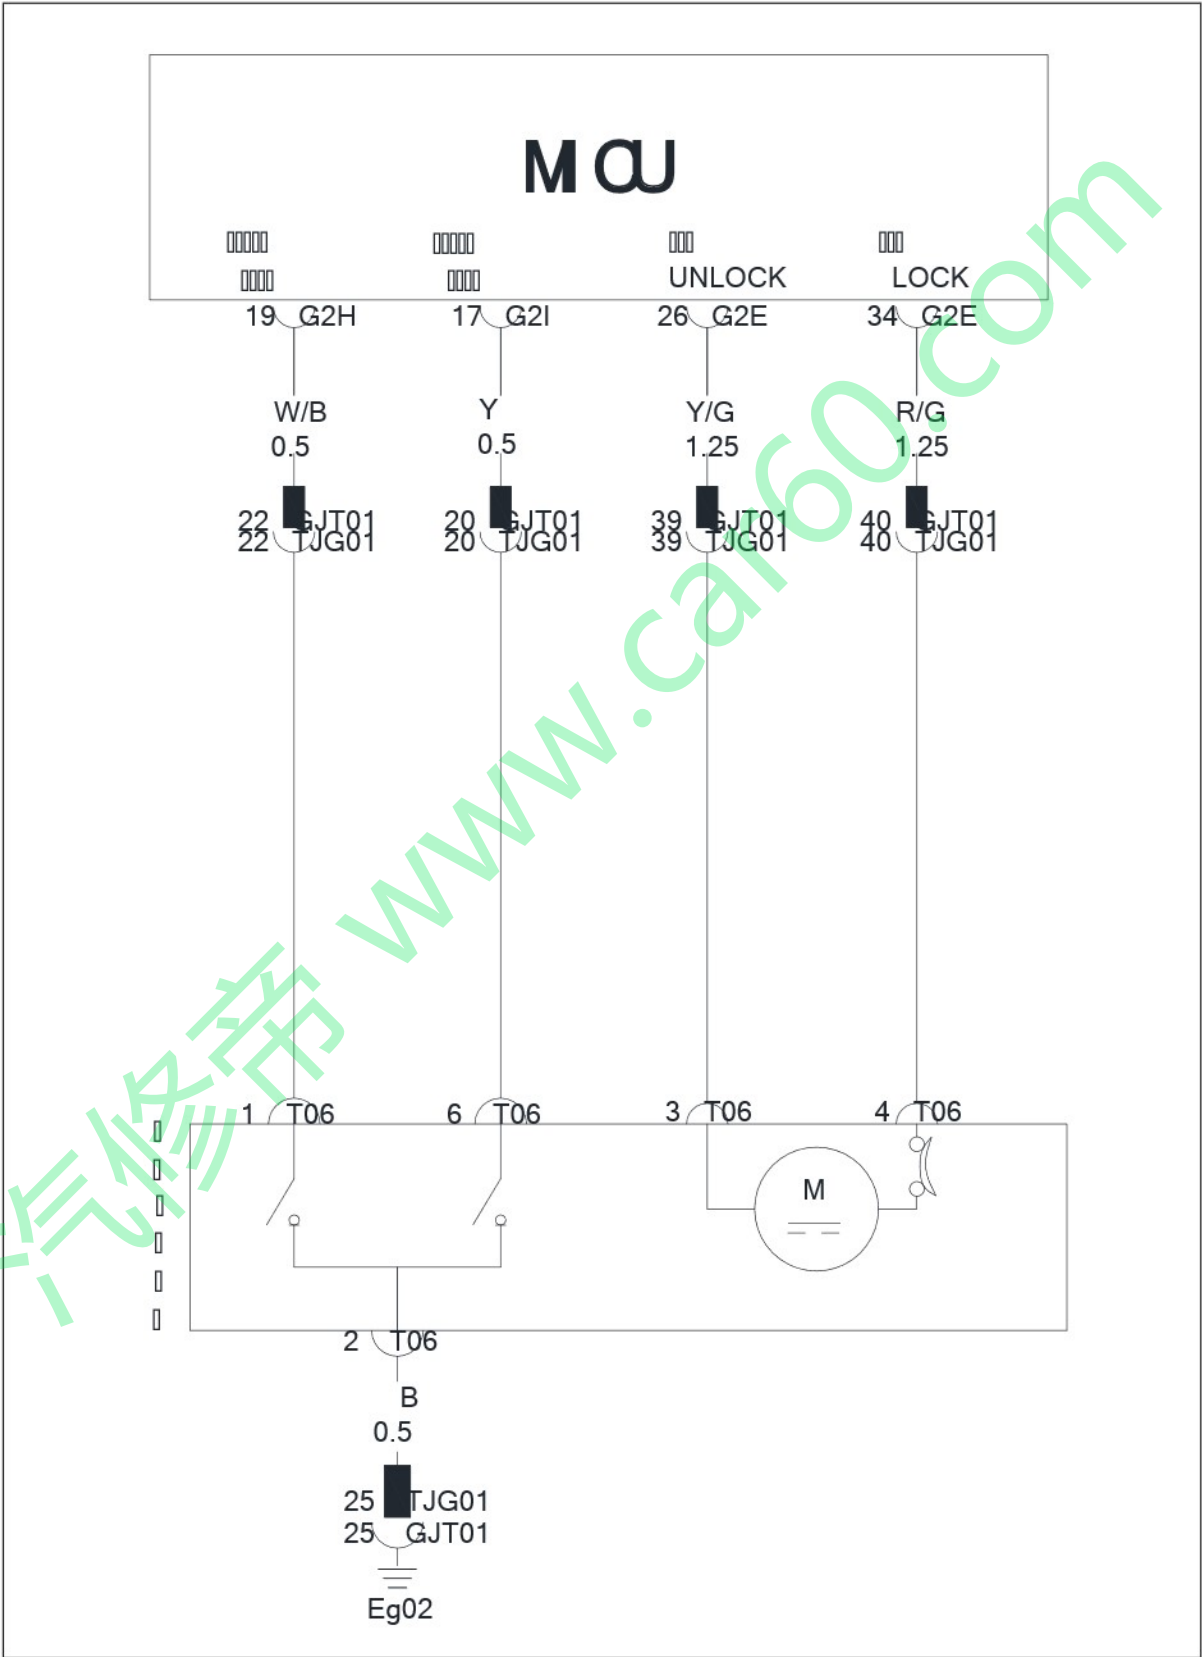 MCU
UNLOCK LOCK
19 G2H 17 G2I 26 G2E 34 G2E
W/B Y Y/G R/G
0.5 0.5 1.25 1.25
22 GJT01 20 GJT01 39 GJT01 40 GJT01
22 TJG01 20 TJG01 39 TJG01 40 TJG01
1 T06 6 T06 3 T06 4 T06
M
2 T06
B
0.5
25 TJG01
25 GJT01
Eg02
汽修帝 www.car60.com